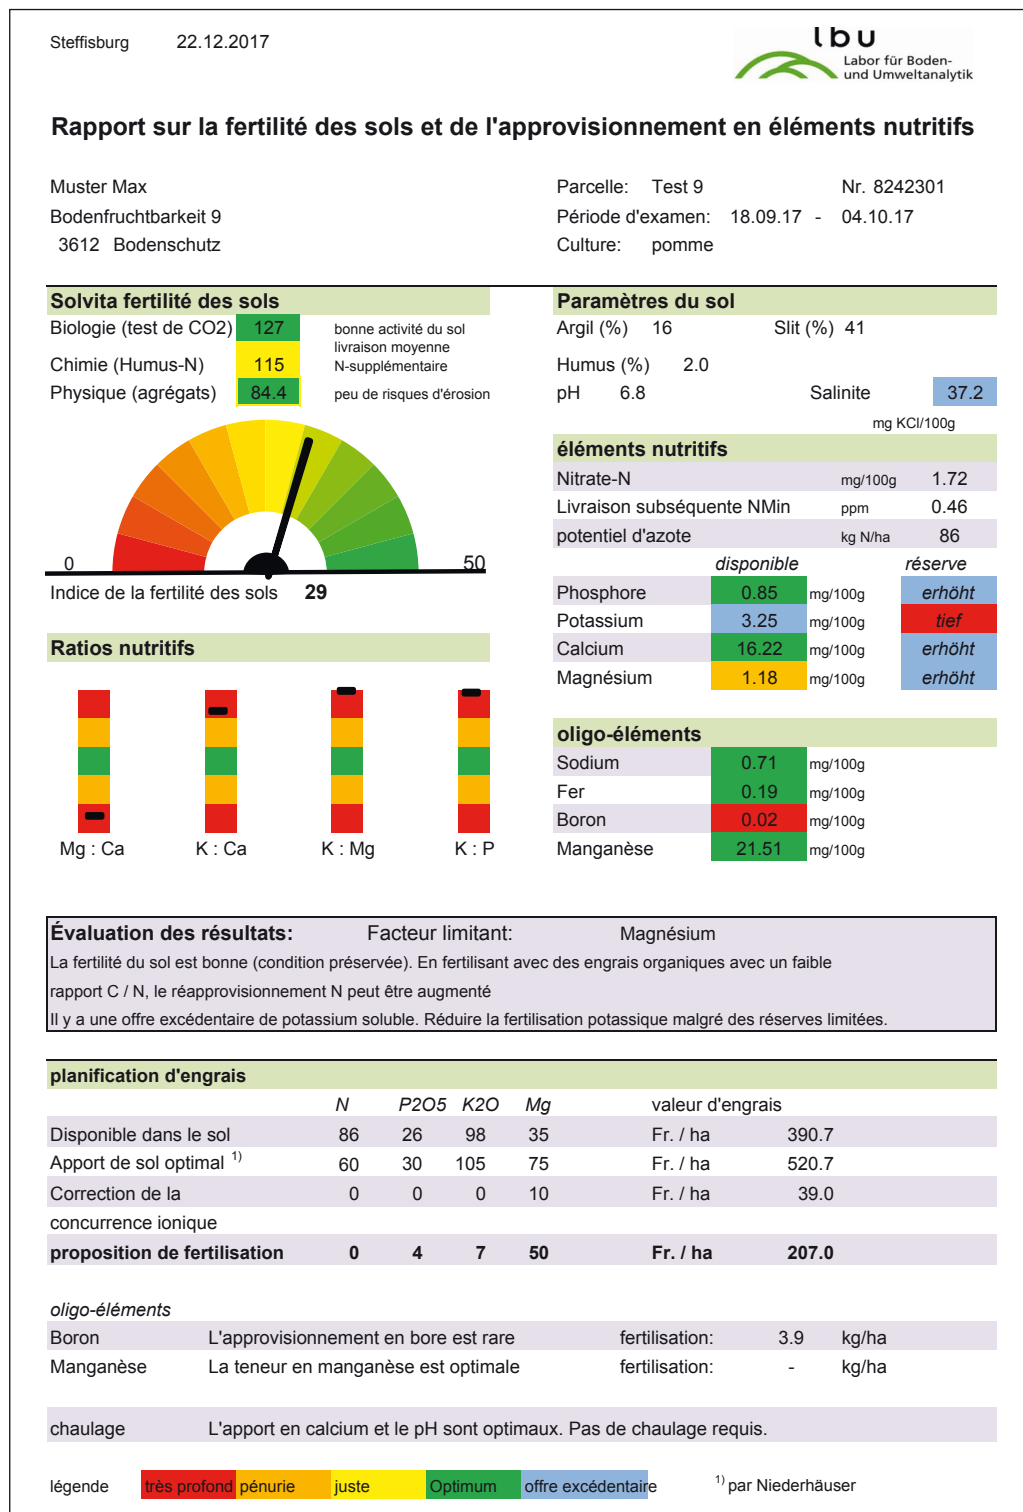 Steffisburg 22.12.2017
lbu
Labor für Boden-
und Umweltanalytik
Rapport sur la fertilité des sols et de l'approvisionnement en éléments nutritifs
Muster Max
Bodenfruchtbarkeit 9
3612 Bodenschutz
Parcelle: Test 9 Nr. 8242301
Période d'examen: 18.09.17 - 04.10.17
Culture: pomme
Solvita fertilité des sols
Biologie (test de CO2) 127 bonne activité du sol
Chimie (Humus-N) 115 livraison moyenne
N-supplémentaire
Physique (agrégats) 84.4 peu de risques d'érosion
0 50
Indice de la fertilité des sols 29
Ratios nutritifs
Mg : Ca K : Ca K : Mg K : P
Paramètres du sol
Argil (%) 16 Slit (%) 41
Humus (%) 2.0
pH 6.8 Salinite 37.2
mg KCl/100g
éléments nutritifs
Nitrate-N mg/100g 1.72
Livraison subséquente NMin ppm 0.46
potentiel d'azote kg N/ha 86
disponible réserve
Phosphore 0.85 mg/100g erhöht
Potassium 3.25 mg/100g tief
Calcium 16.22 mg/100g erhöht
Magnésium 1.18 mg/100g erhöht
oligo-éléments
Sodium 0.71 mg/100g
Fer 0.19 mg/100g
Boron 0.02 mg/100g
Manganèse 21.51 mg/100g
Évaluation des résultats: Facteur limitant: Magnésium
La fertilité du sol est bonne (condition préservée). En fertilisant avec des engrais organiques avec un faible
rapport C / N, le réapprovisionnement N peut être augmenté
Il y a une offre excédentaire de potassium soluble. Réduire la fertilisation potassique malgré des réserves limitées.
planification d'engrais
N P2O5 K2O Mg valeur d'engrais
Disponible dans le sol 86 26 98 35 Fr. / ha 390.7
Apport de sol optimal 1) 60 30 105 75 Fr. / ha 520.7
Correction de la 0 0 0 10 Fr. / ha 39.0
concurrence ionique
proposition de fertilisation 0 4 7 50 Fr. / ha 207.0
oligo-éléments
Boron L'approvisionnement en bore est rare fertilisation: 3.9 kg/ha
Manganèse La teneur en manganèse est optimale fertilisation: - kg/ha
chaulage L'apport en calcium et le pH sont optimaux. Pas de chaulage requis.
légende très profond pénurie juste Optimum offre excédentaire 1) par Niederhäuser